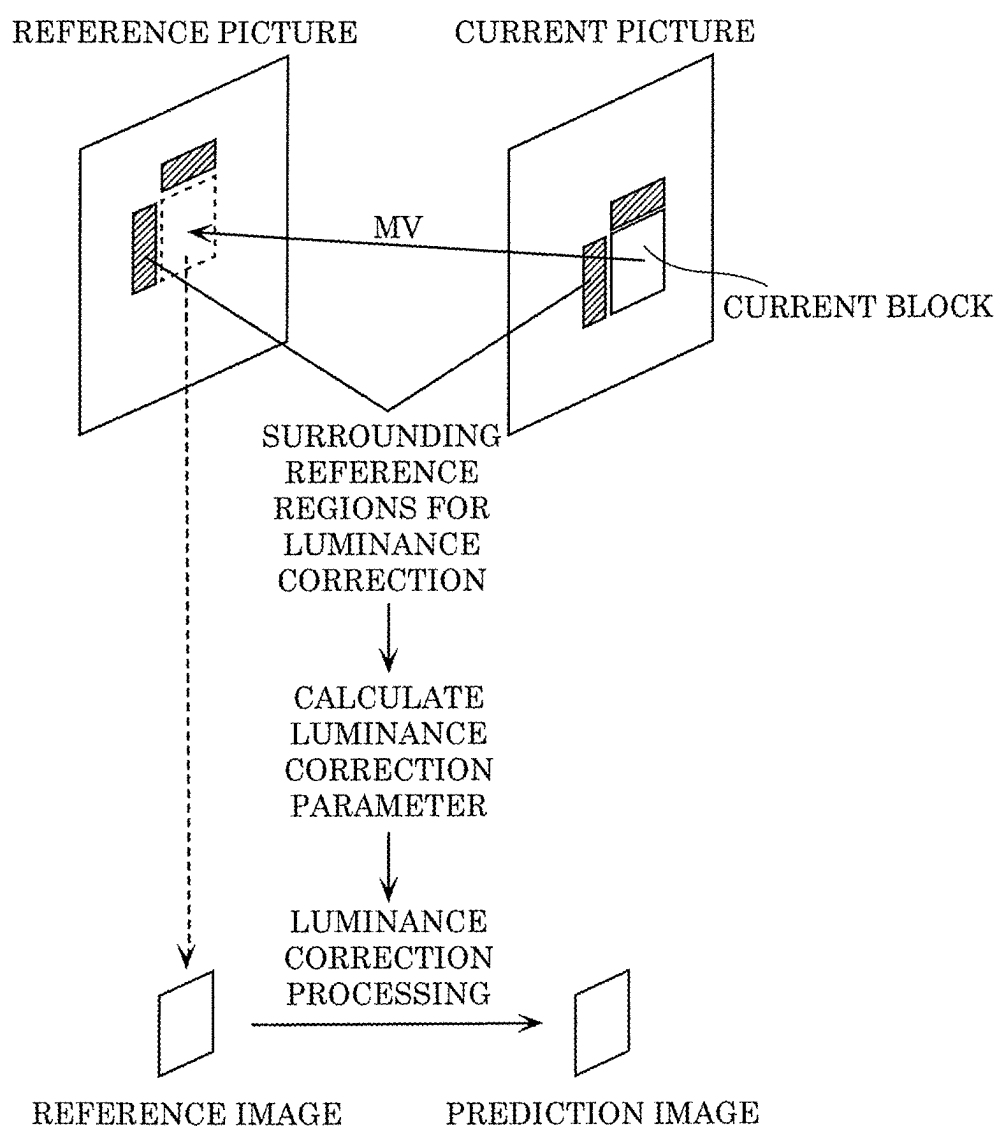 REFERENCE PICTURE
CURRENT PICTURE
MV
CURRENT BLOCK
SURROUNDING
REFERENCE
REGIONS FOR
LUMINANCE
CORRECTION
CALCULATE
LUMINANCE
CORRECTION
PARAMETER
LUMINANCE
CORRECTION
PROCESSING
REFERENCE IMAGE
PREDICTION IMAGE